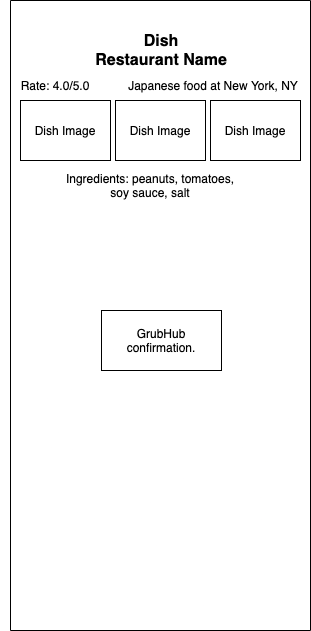 Dish
Restaurant Name
Rate: 4.0/5.0 Japanese food at New York, NY
Dish Image Dish Image Dish Image
Ingredients: peanuts, tomatoes,
soy sauce, salt
GrubHub
confirmation.